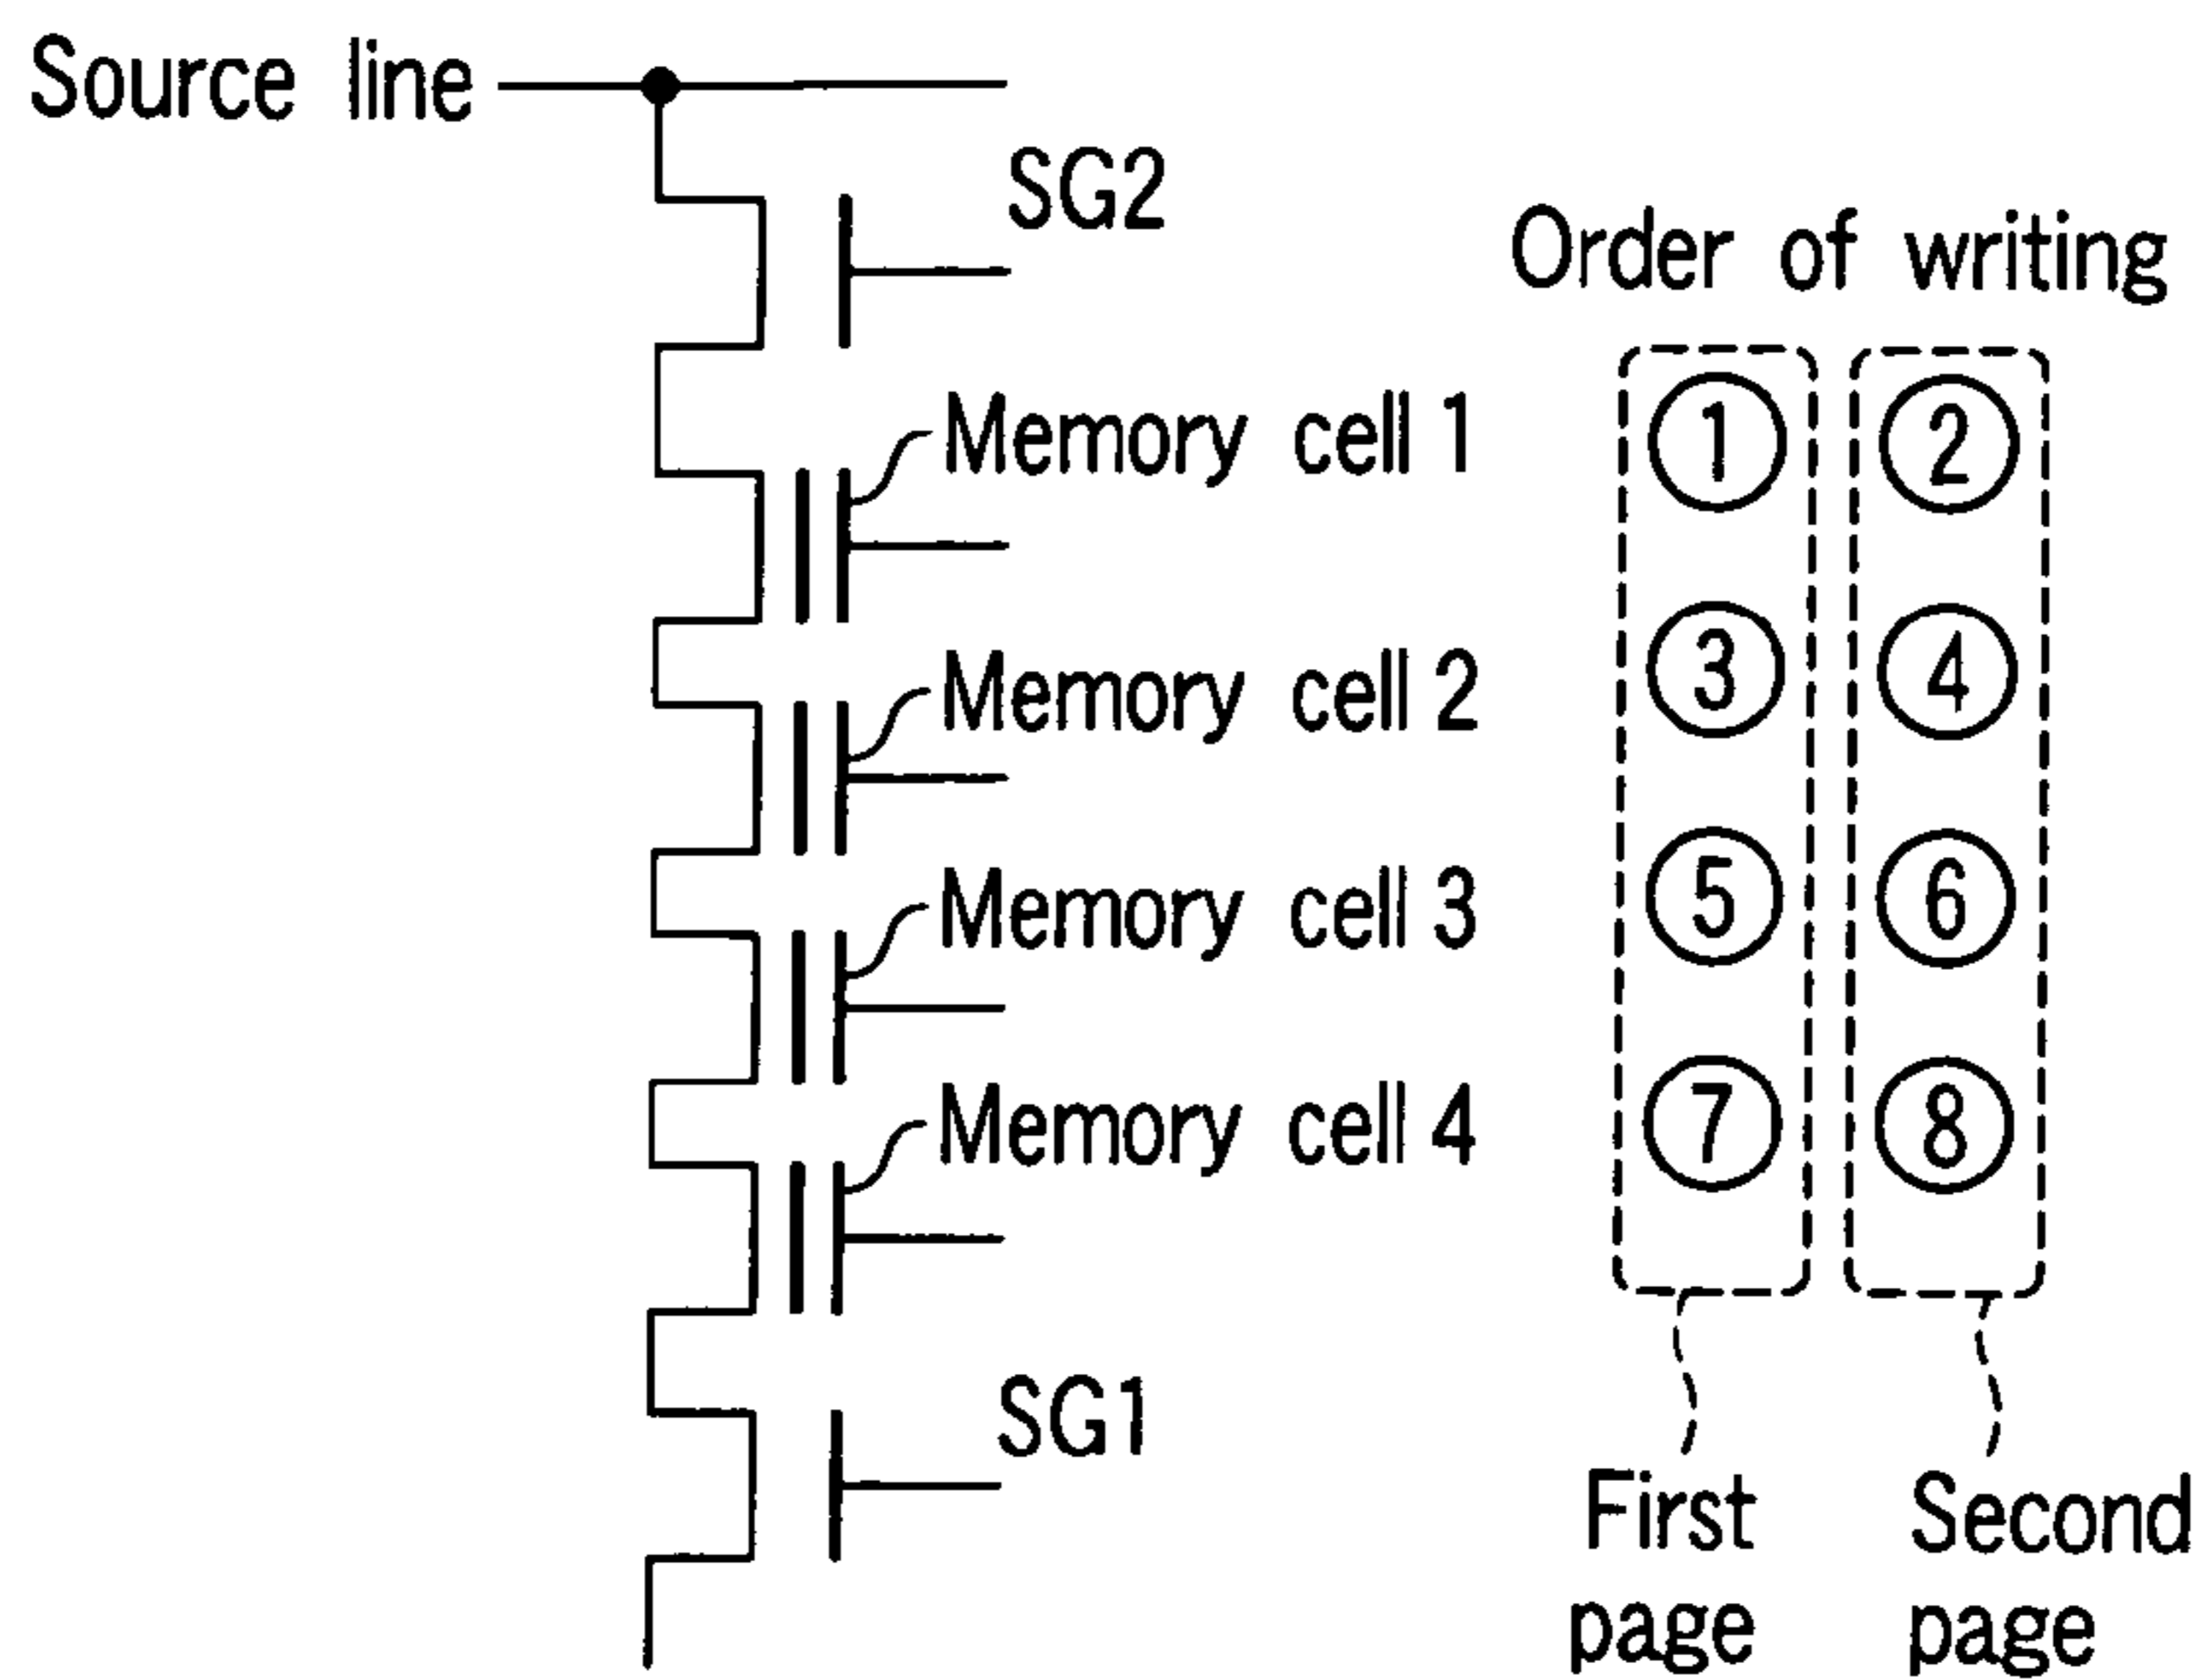 Source line
SG2
Order of writing
Memory cell 1
① ②
Memory cell 2
③ ④
Memory cell 3
⑤ ⑥
Memory cell 4
⑦ ⑧
SG1
First page
Second page